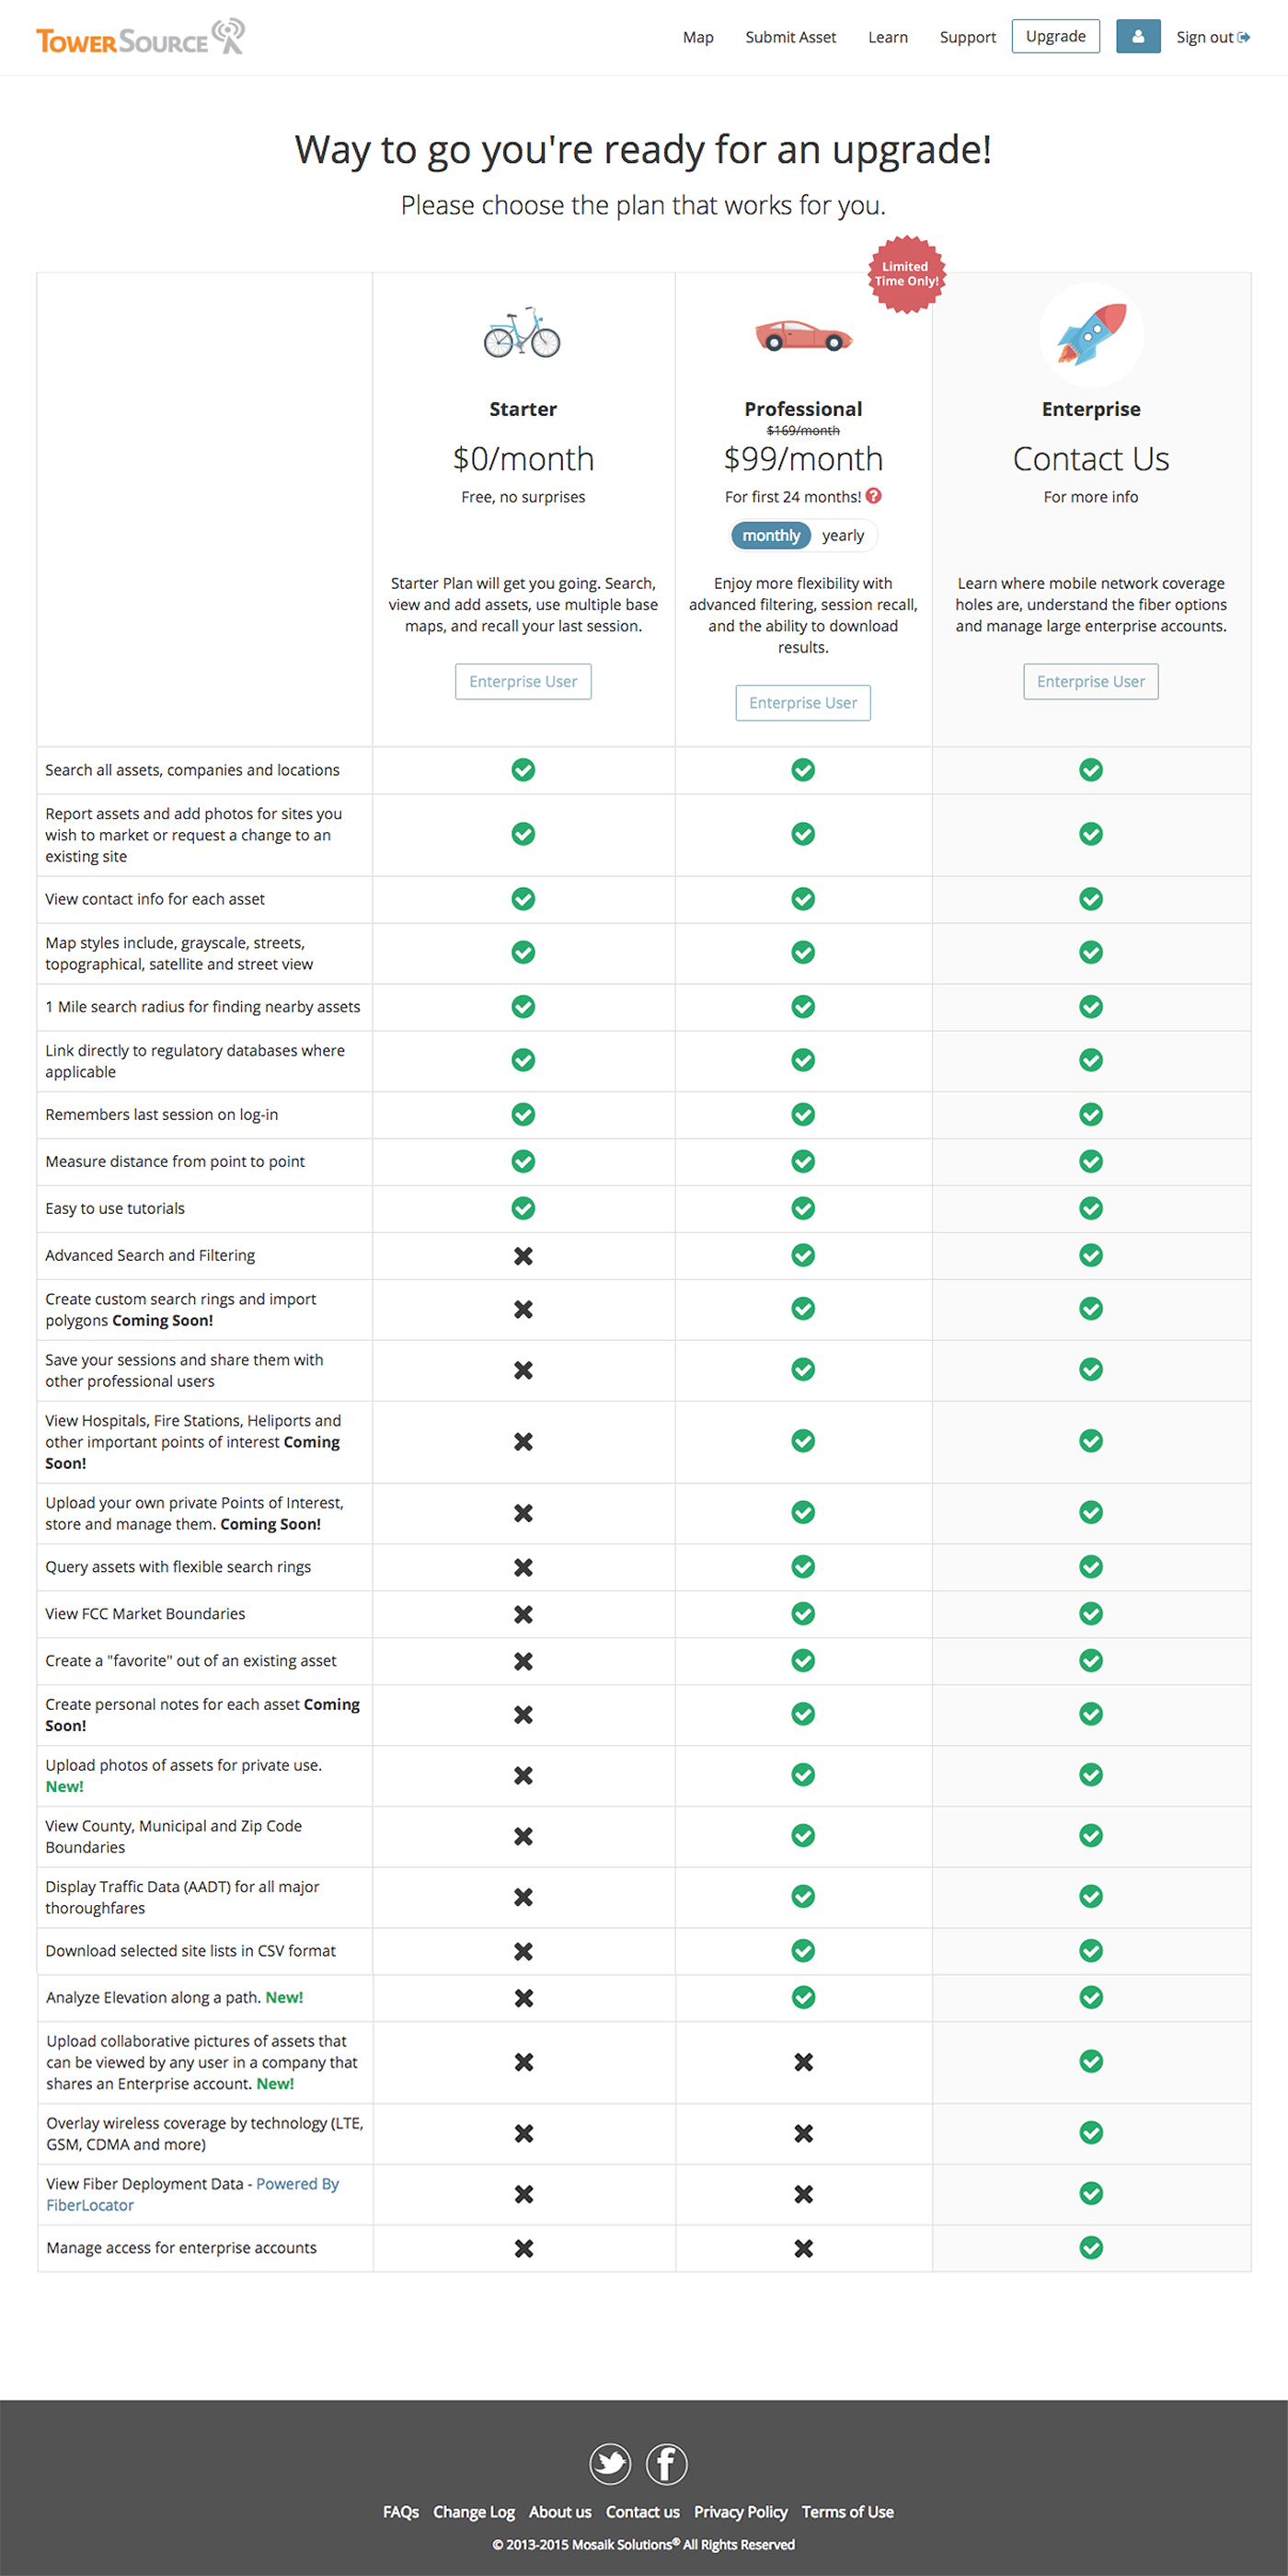 TOWERSOURCE
Map Submit Asset Learn Support Upgrade Sign out
Way to go you're ready for an upgrade!
Please choose the plan that works for you.
Limited
Time Only!
Starter
$0/month
Free, no surprises
Starter Plan will get you going. Search,
view and add assets, use multiple base
maps, and recall your last session.
Enterprise User
Professional
$169/month
$99/month
For first 24 months! ?
monthly yearly
Enjoy more flexibility with
advanced filtering, session recall,
and the ability to download
results.
Enterprise User
Enterprise
Contact Us
For more info
Learn where mobile network coverage
holes are, understand the fiber options
and manage large enterprise accounts.
Enterprise User
Search all assets, companies and locations
Report assets and add photos for sites you
wish to market or request a change to an
existing site
View contact info for each asset
Map styles include, grayscale, streets,
topographical, satellite and street view
1 Mile search radius for finding nearby assets
Link directly to regulatory databases where
applicable
Remembers last session on log-in
Measure distance from point to point
Easy to use tutorials
Advanced Search and Filtering
Create custom search rings and import
polygons Coming Soon!
Save your sessions and share them with
other professional users
View Hospitals, Fire Stations, Heliports and
other important points of interest Coming
Soon!
Upload your own private Points of Interest,
store and manage them. Coming Soon!
Query assets with flexible search rings
View FCC Market Boundaries
Create a "favorite" out of an existing asset
Create personal notes for each asset Coming
Soon!
Upload photos of assets for private use.
New!
View County, Municipal and Zip Code
Boundaries
Display Traffic Data (AADT) for all major
thoroughfares
Download selected site lists in CSV format
Analyze Elevation along a path. New!
Upload collaborative pictures of assets that
can be viewed by any user in a company that
shares an Enterprise account. New!
Overlay wireless coverage by technology (LTE,
GSM, CDMA and more)
View Fiber Deployment Data - Powered By
FiberLocator
Manage access for enterprise accounts
FAQs Change Log About us Contact us Privacy Policy Terms of Use
© 2013-2015 Mosaik Solutions® All Rights Reserved